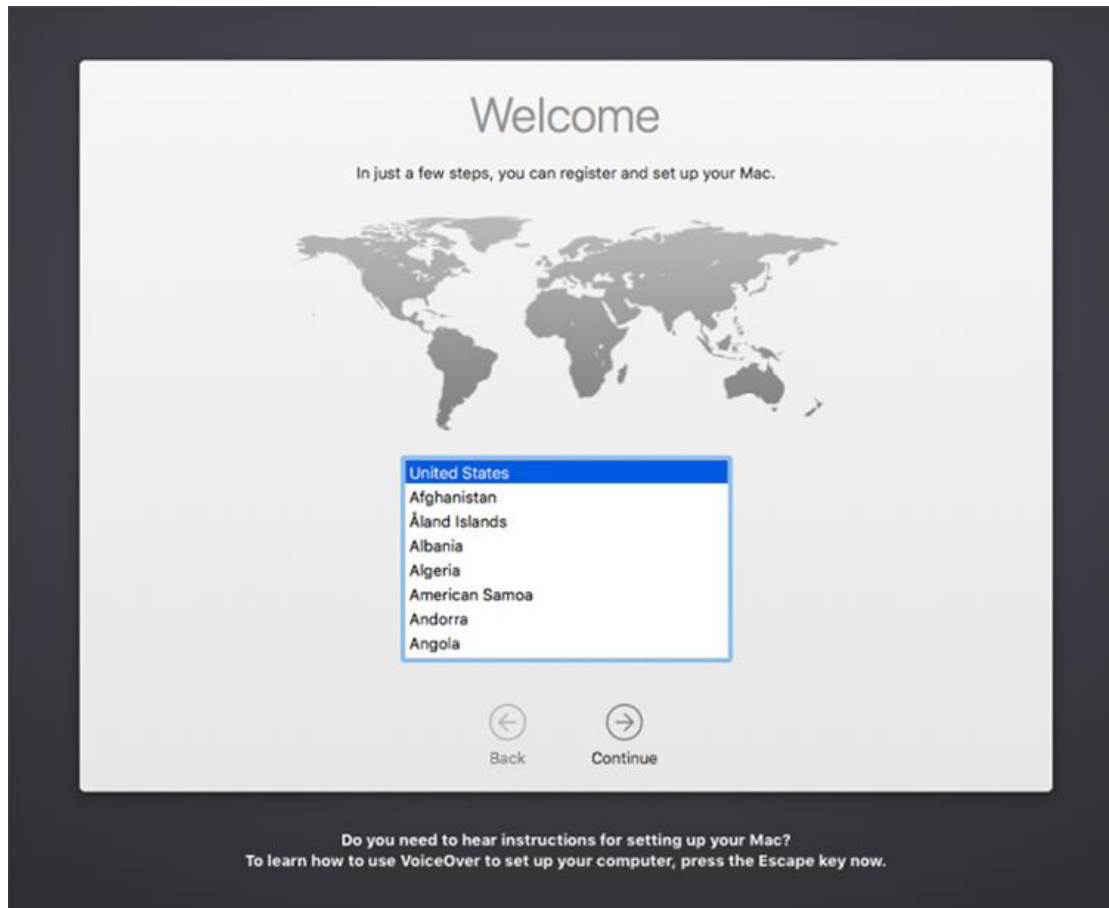 Welcome
In just a few steps, you can register and set up your Mac.
United States
Afghanistan
Åland Islands
Albania
Algeria
American Samoa
Andorra
Angola
Back
Continue
Do you need to hear instructions for setting up your Mac?
To learn how to use VoiceOver to set up your computer, press the Escape key now.